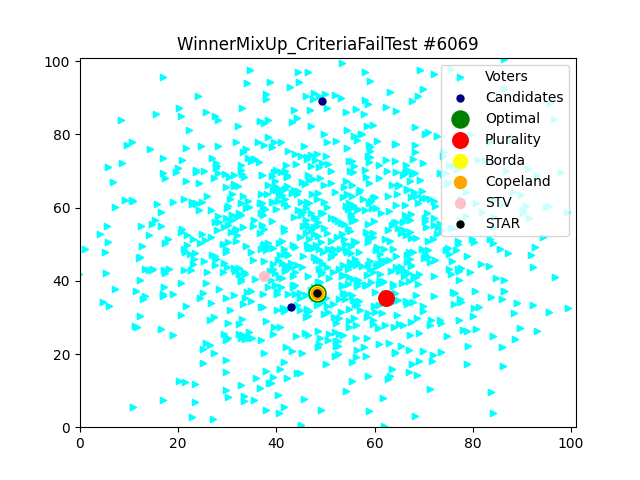 WinnerMixUp_CriteriaFailTest #6069
100
80
60
40
20
0
0 20 40 60 80 100
Voters
Candidates
Optimal
Plurality
Borda
Copeland
STV
STAR